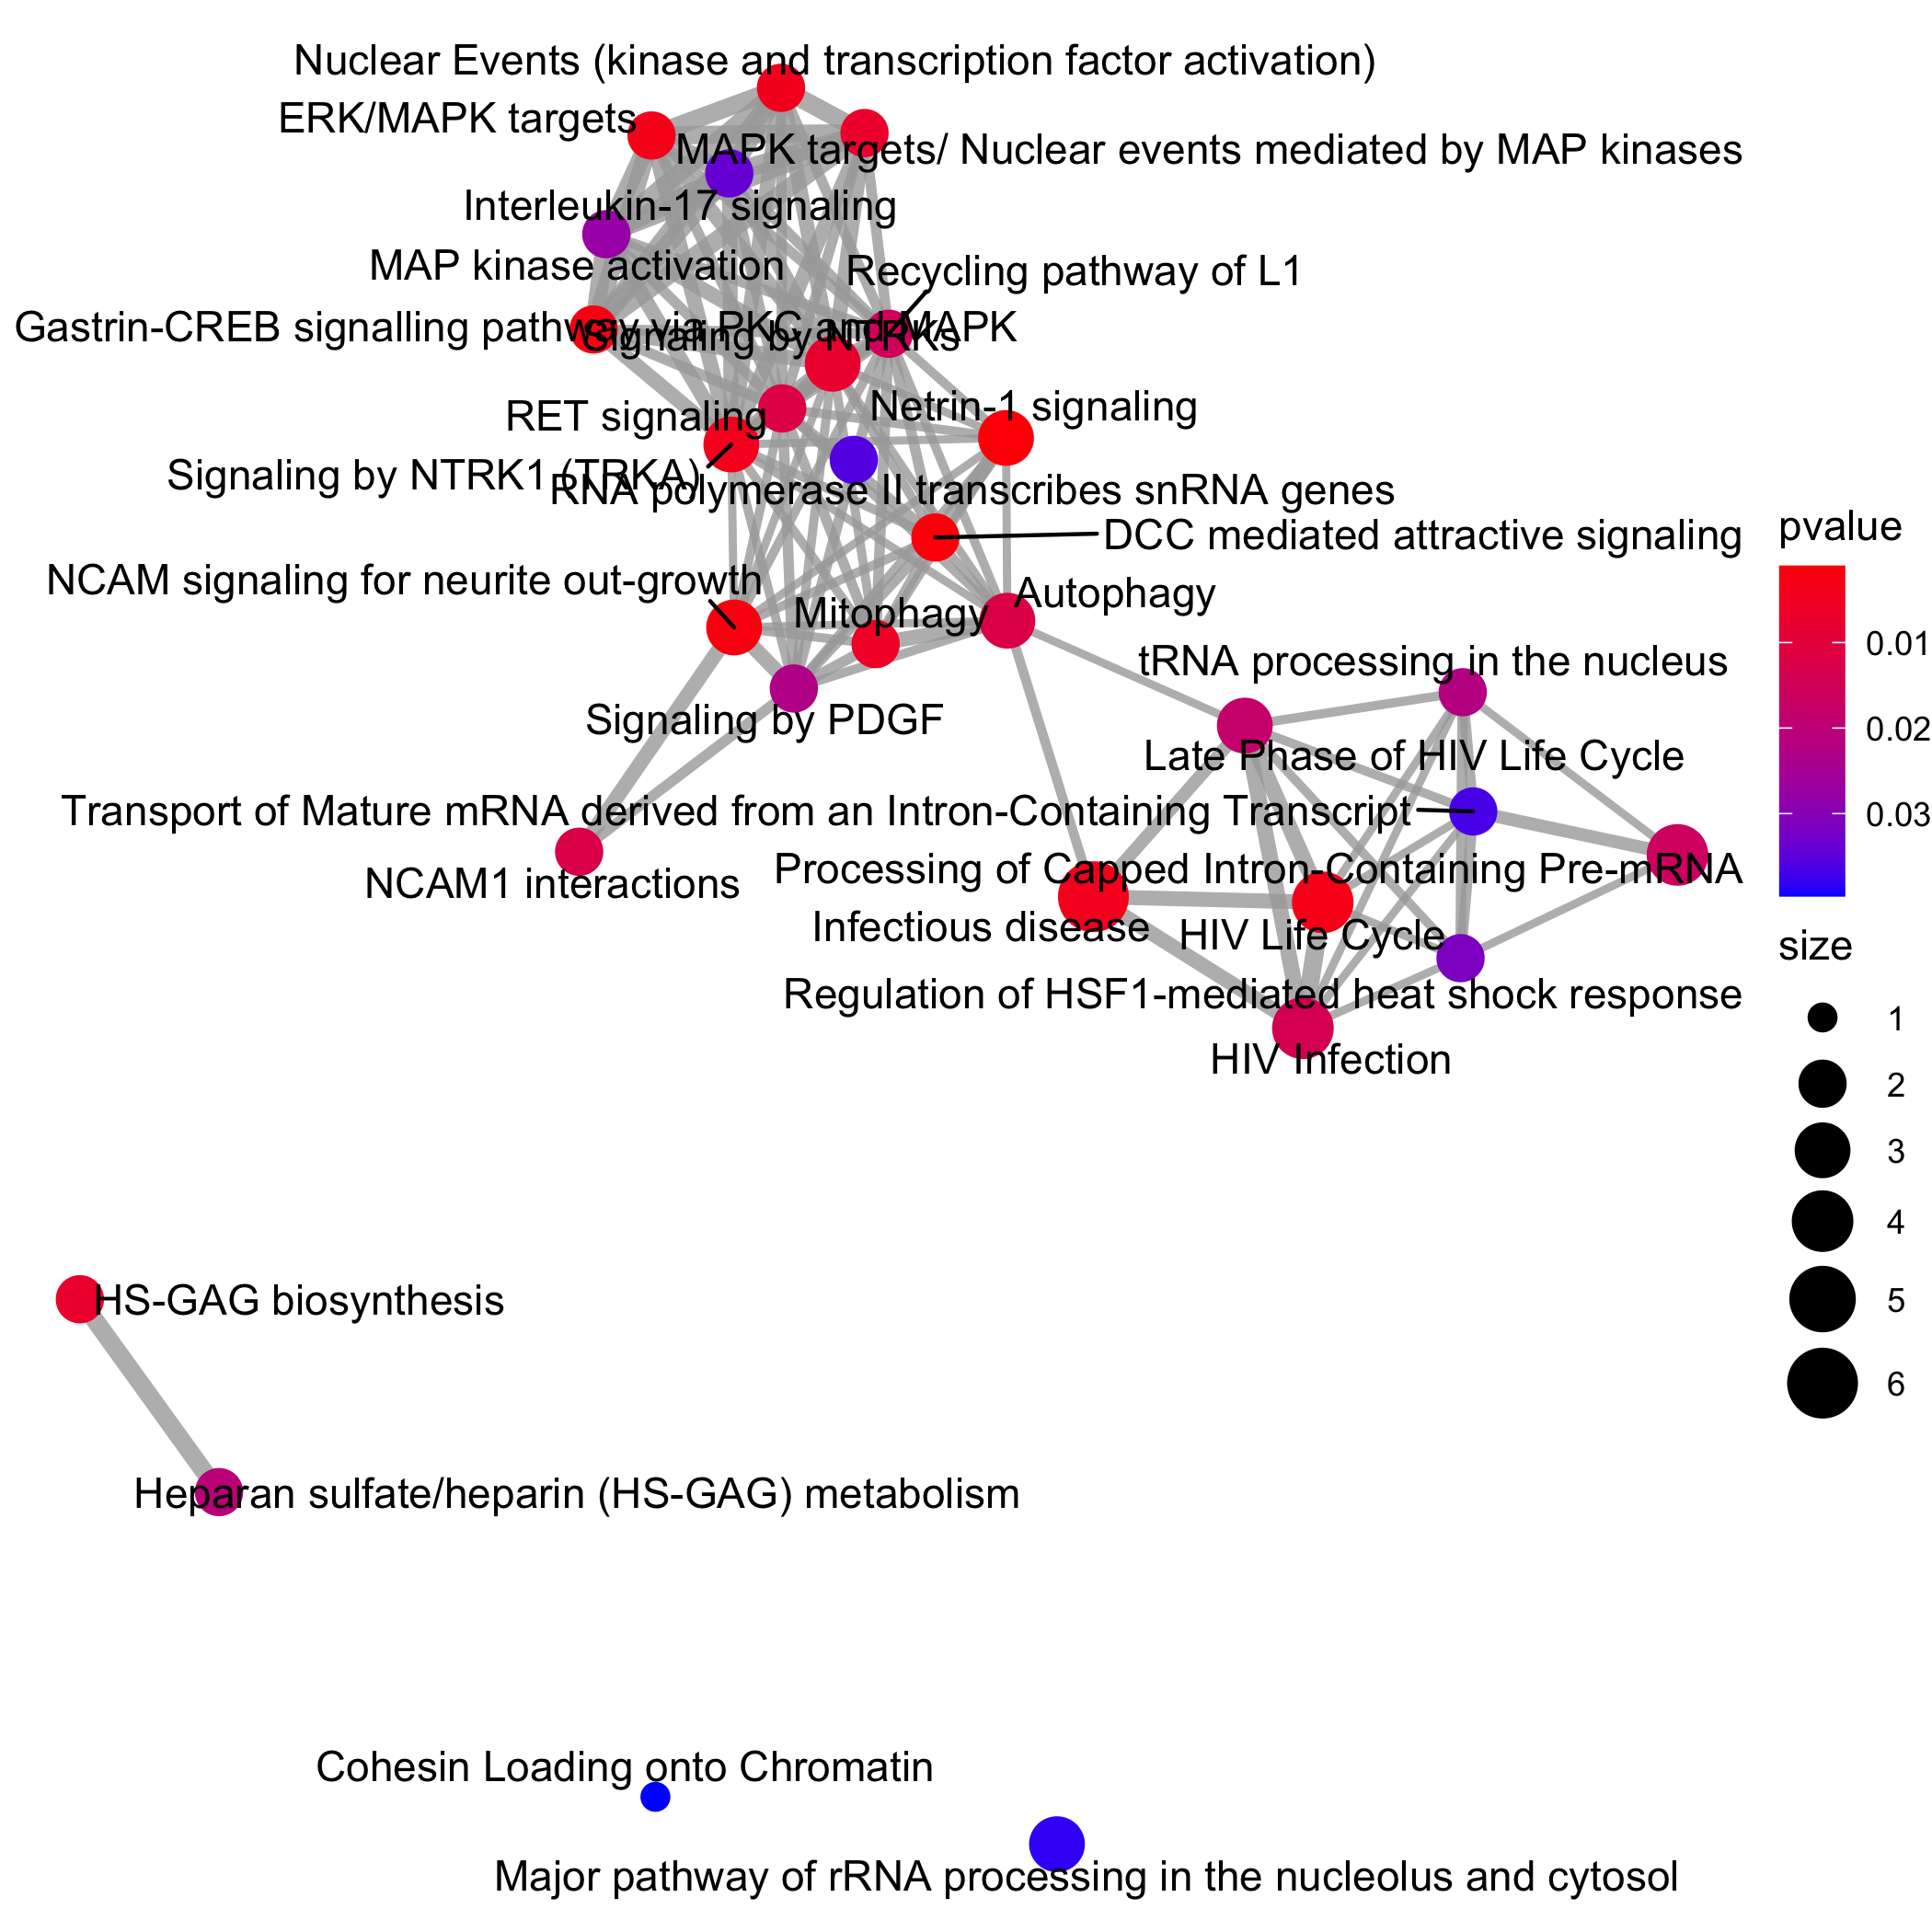 Nuclear Events (kinase and transcription factor activation)
ERK/MAPK targets
MAPK targets/ Nuclear events mediated by MAP kinases
Interleukin-17 signaling
MAP kinase activation
Recycling pathway of L1
Gastrin-CREB signalling pathway via PKC and MAPK
Signaling by NTRKs
Netrin-1 signaling
RET signaling
Signaling by NTRK1 (TRKA)
RNA polymerase II transcribes snRNA genes
DCC mediated attractive signaling
NCAM signaling for neurite out-growth
Autophagy
Mitophagy
tRNA processing in the nucleus
Signaling by PDGF
Late Phase of HIV Life Cycle
Transport of Mature mRNA derived from an Intron-Containing Transcript
Processing of Capped Intron-Containing Pre-mRNA
NCAM1 interactions
Infectious disease
HIV Life Cycle
Regulation of HSF1-mediated heat shock response
HIV Infection
HS-GAG biosynthesis
Heparan sulfate/heparin (HS-GAG) metabolism
Cohesin Loading onto Chromatin
Major pathway of rRNA processing in the nucleolus and cytosol
pvalue
0.01
0.02
0.03
size
1
2
3
4
5
6